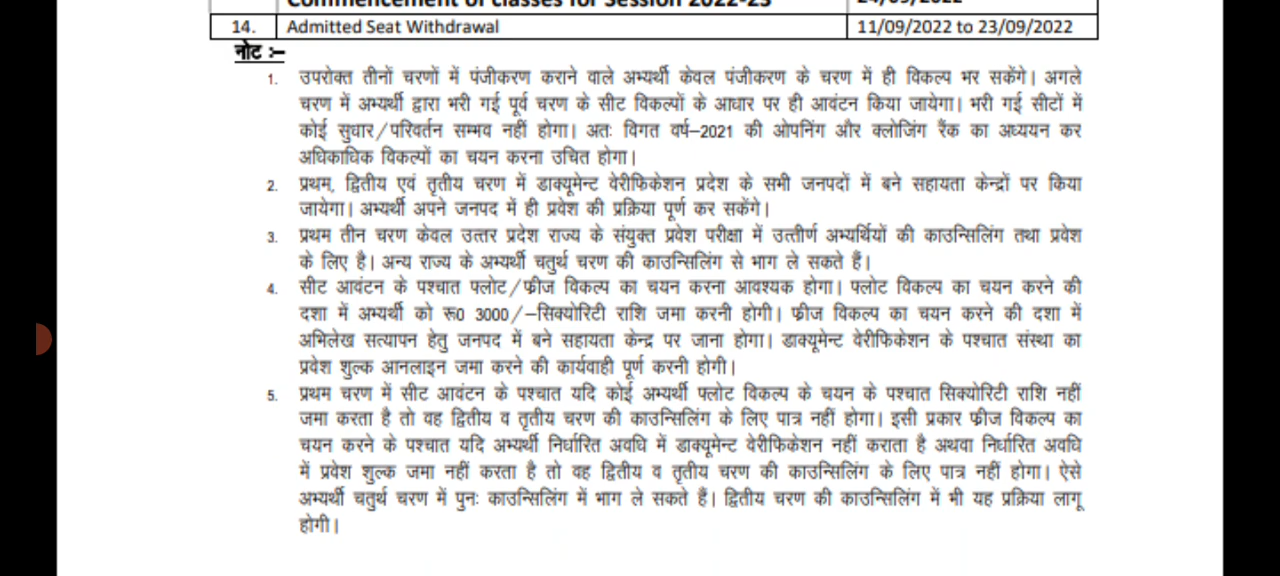 Commencement of classes for Session 2022-23 24/09/2022
14. Admitted Seat Withdrawal 11/09/2022 to 23/09/2022
नोट :–
1. उपरोक्त तीनों चरणों में पंजीकरण कराने वाले अभ्यर्थी केवल पंजीकरण के चरण में ही विकल्प भर सकेंगे। अगले
चरण में अभ्यर्थी द्वारा भरी गई पूर्व चरण के सीट विकल्पों के आधार पर ही आवंटन किया जायेगा। भरी गई सीटों में
कोई सुधार/परिवर्तन सम्भव नहीं होगा। अतः विगत वर्ष–2021 की ओपनिंग और क्लोजिंग रैंक का अध्ययन कर
अधिकाधिक विकल्पों का चयन करना उचित होगा।
2. प्रथम, द्वितीय एवं तृतीय चरण में डाक्यूमेन्ट वेरीफिकेशन प्रदेश के सभी जनपदों में बने सहायता केन्द्रों पर किया
जायेगा। अभ्यर्थी अपने जनपद में ही प्रवेश की प्रक्रिया पूर्ण कर सकेंगे।
3. प्रथम तीन चरण केवल उत्तर प्रदेश राज्य के संयुक्त प्रवेश परीक्षा में उत्तीर्ण अभ्यर्थियों की काउन्सिलिंग तथा प्रवेश
के लिए है। अन्य राज्य के अभ्यर्थी चतुर्थ चरण की काउन्सिलिंग से भाग ले सकते हैं।
4. सीट आवंटन के पश्चात फ्लोट/फ्रीज विकल्प का चयन करना आवश्यक होगा। फ्लोट विकल्प का चयन करने की
दशा में अभ्यर्थी को रू0 3000/–सिक्योरिटी राशि जमा करनी होगी। फ्रीज विकल्प का चयन करने की दशा में
अभिलेख सत्यापन हेतु जनपद में बने सहायता केन्द्र पर जाना होगा। डाक्यूमेन्ट वेरीफिकेशन के पश्चात संस्था का
प्रवेश शुल्क आनलाइन जमा करने की कार्यवाही पूर्ण करनी होगी।
5. प्रथम चरण में सीट आवंटन के पश्चात यदि कोई अभ्यर्थी फ्लोट विकल्प के चयन के पश्चात सिक्योरिटी राशि नहीं
जमा करता है तो वह द्वितीय व तृतीय चरण की काउन्सिलिंग के लिए पात्र नहीं होगा। इसी प्रकार फ्रीज विकल्प का
चयन करने के पश्चात यदि अभ्यर्थी निर्धारित अवधि में डाक्यूमेन्ट वेरीफिकेशन नहीं कराता है अथवा निर्धारित अवधि
में प्रवेश शुल्क जमा नहीं करता है तो वह द्वितीय व तृतीय चरण की काउन्सिलिंग के लिए पात्र नहीं होगा। ऐसे
अभ्यर्थी चतुर्थ चरण में पुनः काउन्सिलिंग में भाग ले सकते हैं। द्वितीय चरण की काउन्सिलिंग में भी यह प्रक्रिया लागू
होगी।